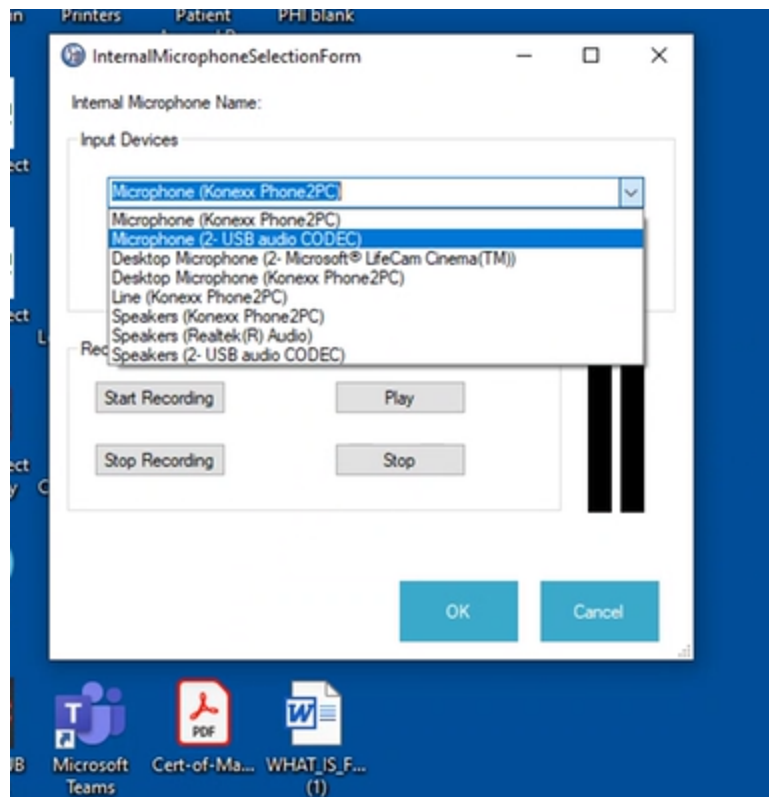 Printers Patient PHI blank
InternalMicrophoneSelectionForm
Internal Microphone Name:
Input Devices
Microphone (Konexx Phone2PC)
Microphone (Konexx Phone2PC)
Microphone (2- USB audio CODEC)
Desktop Microphone (2- Microsoft® LifeCam Cinema(TM))
Desktop Microphone (Konexx Phone2PC)
Line (Konexx Phone2PC)
Speakers (Konexx Phone2PC)
Speakers (Realtek(R) Audio)
Speakers (2- USB audio CODEC)
Rec
Start Recording Play
Stop Recording Stop
OK Cancel
PDF
Microsoft Teams
Cert-of-Ma...
WHAT_IS_F... (1)